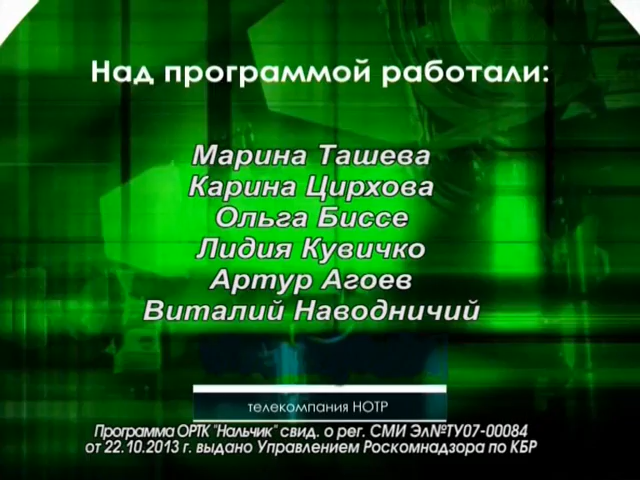 Над программой работали:
Марина Ташева
Карина Цирхова
Ольга Биссе
Лидия Кувичко
Артур Агоев
Виталий Наводничий
телекомпания НОТР
Программа ОРТК "Нальчик" свид. о рег. СМИ Эл№ТУ07-00084
от 22.10.2013 г. выдано Управлением Роскомнадзора по КБР